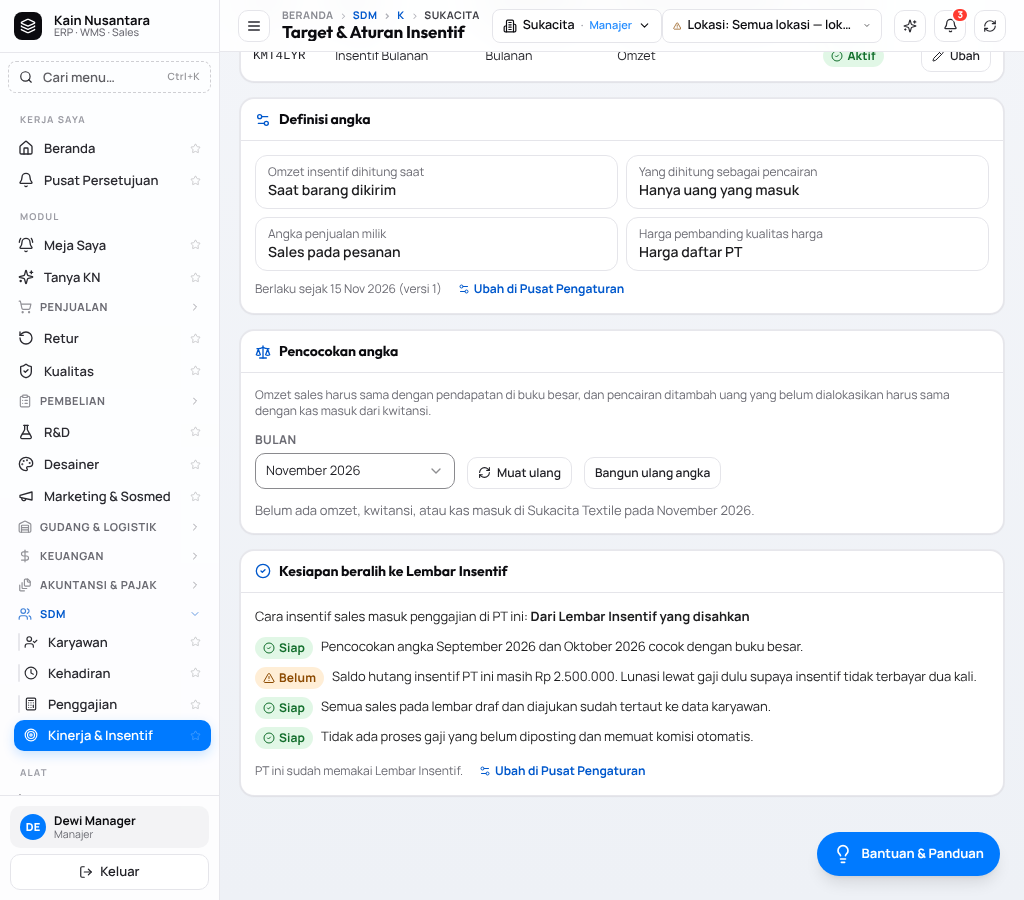 Kain Nusantara
ERP · WMS · Sales
Cari menu... Ctrl+K
KERJA SAYA
Beranda
Pusat Persetujuan
MODUL
Meja Saya
Tanya KN
PENJUALAN
Retur
Kualitas
PEMBELIAN
R&D
Desainer
Marketing & Sosmed
GUDANG & LOGISTIK
KEUANGAN
AKUNTANSI & PAJAK
SDM
Karyawan
Kehadiran
Penggajian
Kinerja & Insentif
ALAT
DE
Dewi Manager
Manajer
Keluar
BERANDA > SDM > K > SUKACITA
Target & Aturan Insentif
Sukacita · Manajer
Lokasi: Semua lokasi — lok...
3
KMT4LYR Insentif Bulanan Bulanan Omzet Aktif Ubah
Definisi angka
Omzet insentif dihitung saat
Saat barang dikirim
Yang dihitung sebagai pencairan
Hanya uang yang masuk
Angka penjualan milik
Sales pada pesanan
Harga pembanding kualitas harga
Harga daftar PT
Berlaku sejak 15 Nov 2026 (versi 1) Ubah di Pusat Pengaturan
Pencocokan angka
Omzet sales harus sama dengan pendapatan di buku besar, dan pencairan ditambah uang yang belum dialokasikan harus sama
dengan kas masuk dari kwitansi.
BULAN
November 2026 Muat ulang Bangun ulang angka
Belum ada omzet, kwitansi, atau kas masuk di Sukacita Textile pada November 2026.
Kesiapan beralih ke Lembar Insentif
Cara insentif sales masuk penggajian di PT ini: Dari Lembar Insentif yang disahkan
Siap Pencocokan angka September 2026 dan Oktober 2026 cocok dengan buku besar.
Belum Saldo hutang insentif PT ini masih Rp 2.500.000. Lunasi lewat gaji dulu supaya insentif tidak terbayar dua kali.
Siap Semua sales pada lembar draf dan diajukan sudah tertaut ke data karyawan.
Siap Tidak ada proses gaji yang belum diposting dan memuat komisi otomatis.
PT ini sudah memakai Lembar Insentif. Ubah di Pusat Pengaturan
Bantuan & Panduan